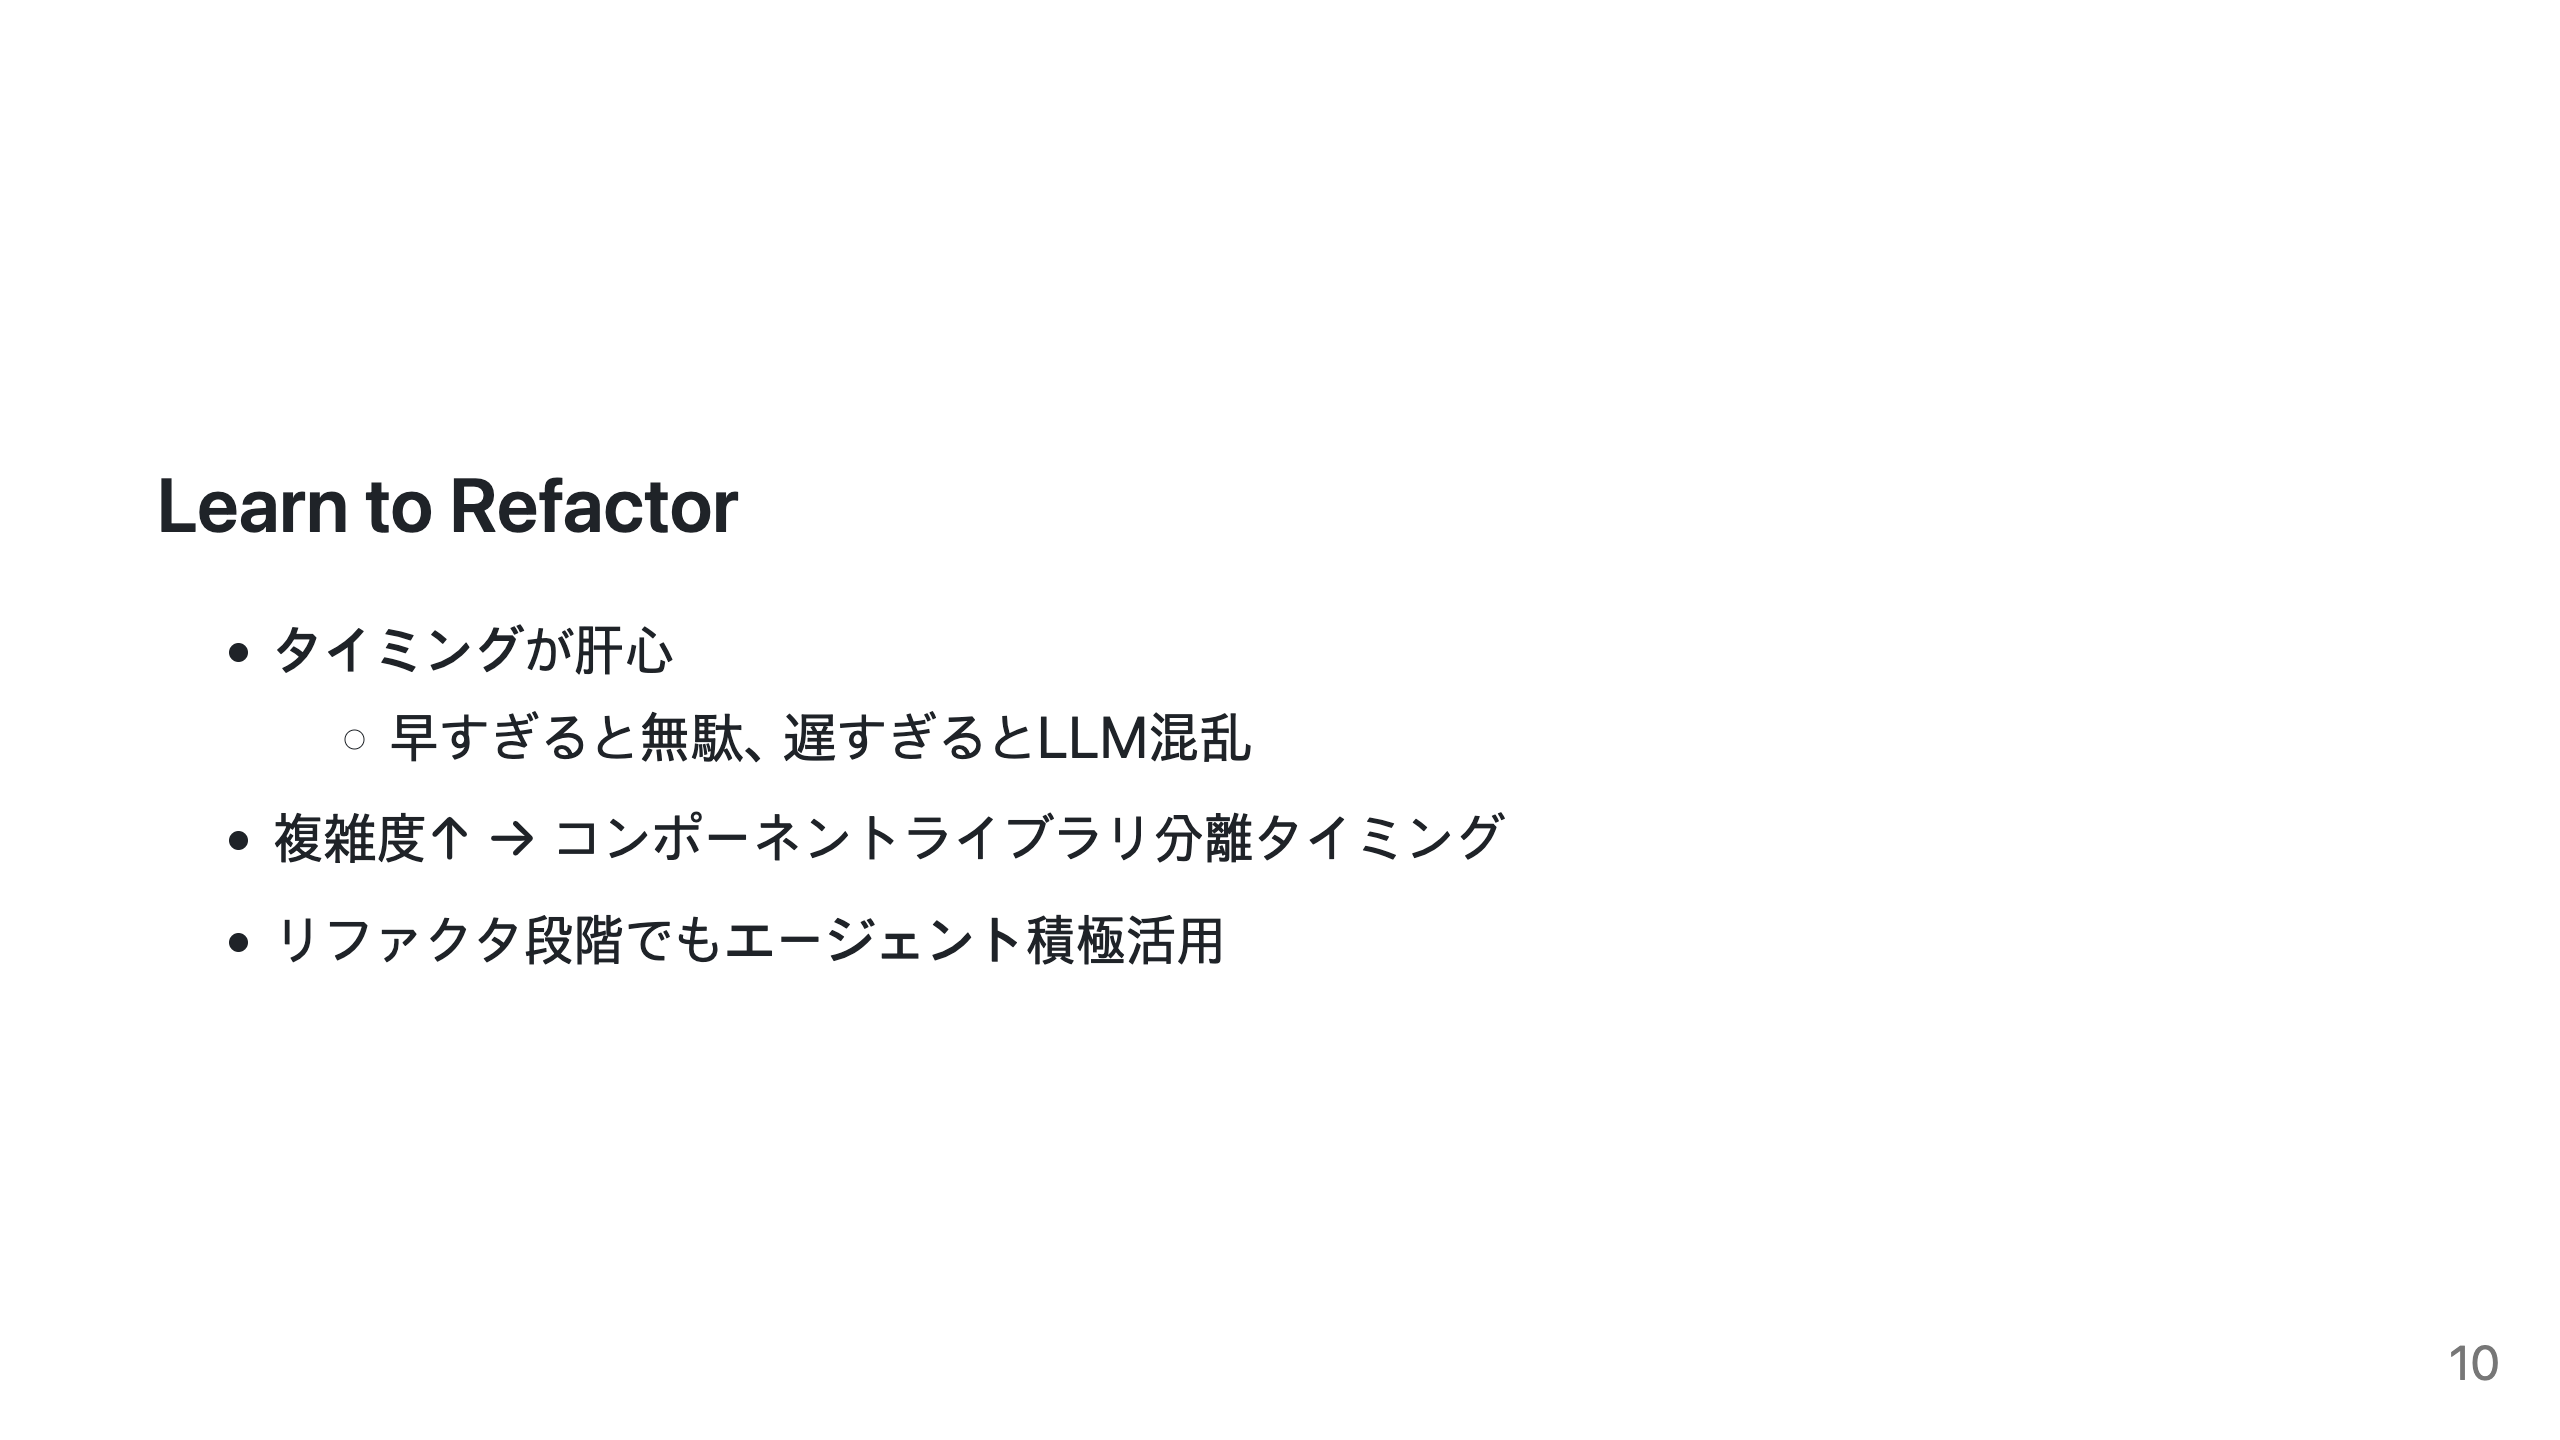 Learn to Refactor
• タイミングが肝心
○ 早すぎると無駄、遅すぎるとLLM混乱
• 複雑度↑ → コンポーネントライブラリ分離タイミング
• リファクタ段階でもエージェント積極活用
10